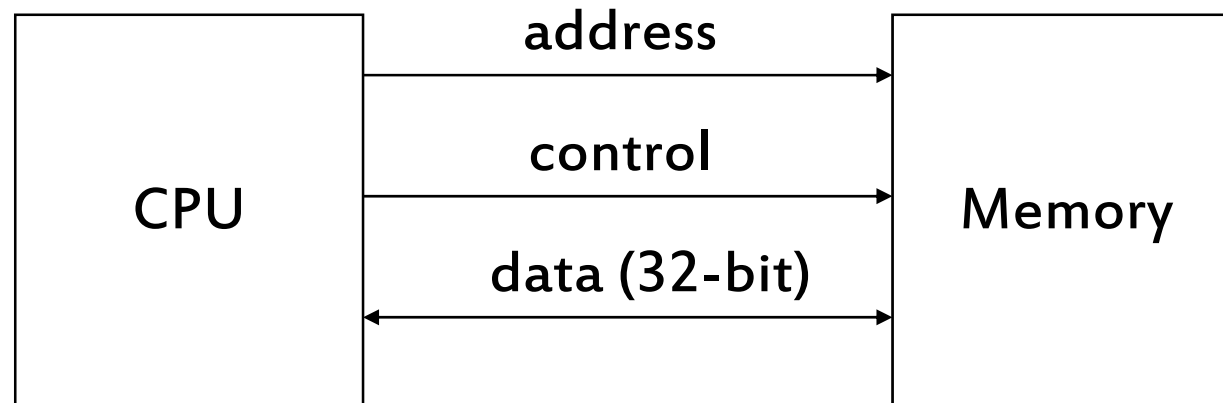 address
control
CPU
Memory
data (32-bit)